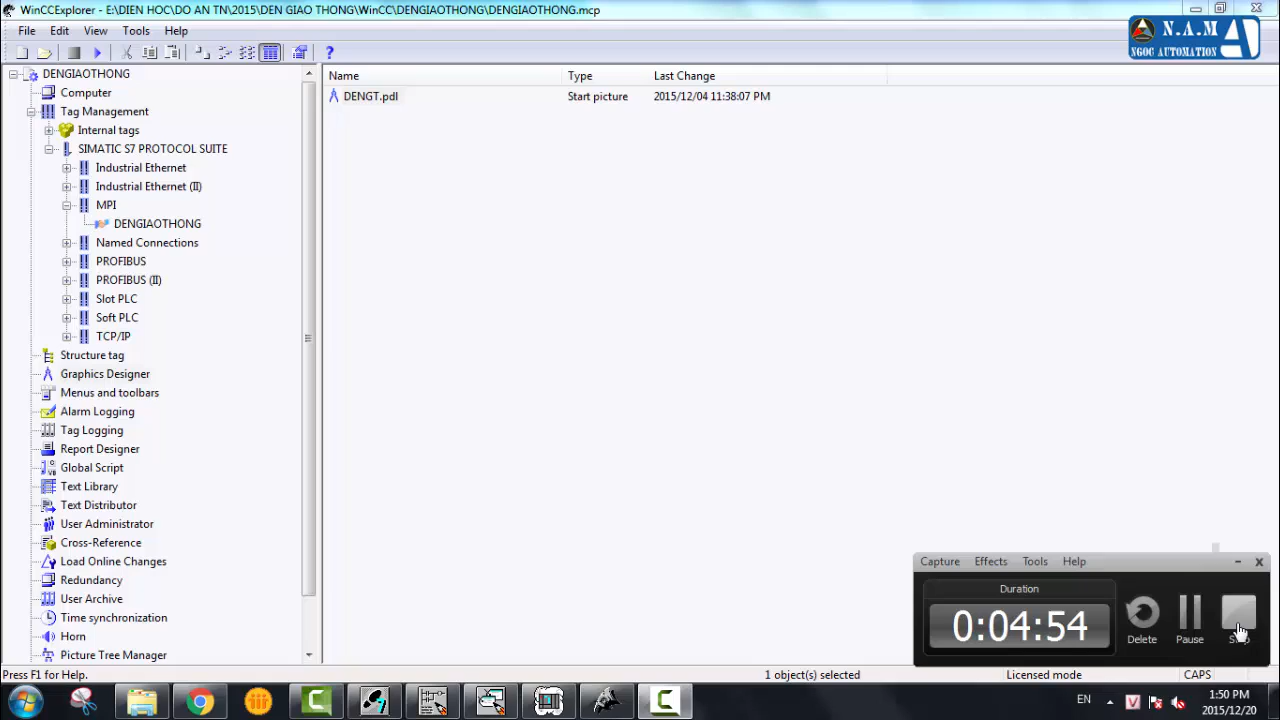 WinCCExplorer - E:\DIEN HOC\DO AN TN\2015\DEN GIAO THONG\WinCC\DENGIAOTHONG\DENGIAOTHONG.mcp
File Edit View Tools Help
N.A.M
NGOC AUTOMATION
DENGIAOTHONG
Computer
Tag Management
Internal tags
SIMATIC S7 PROTOCOL SUITE
Industrial Ethernet
Industrial Ethernet (II)
MPI
DENGIAOTHONG
Named Connections
PROFIBUS
PROFIBUS (II)
Slot PLC
Soft PLC
TCP/IP
Structure tag
Graphics Designer
Menus and toolbars
Alarm Logging
Tag Logging
Report Designer
Global Script
Text Library
Text Distributor
User Administrator
Cross-Reference
Load Online Changes
Redundancy
User Archive
Time synchronization
Horn
Picture Tree Manager
Name Type Last Change
DENGT.pdl Start picture 2015/12/04 11:38:07 PM
Capture Effects Tools Help
Duration
0:04:54
Delete Pause
Press F1 for Help. 1 object(s) selected Licensed mode CAPS
EN 1:50 PM
2015/12/20